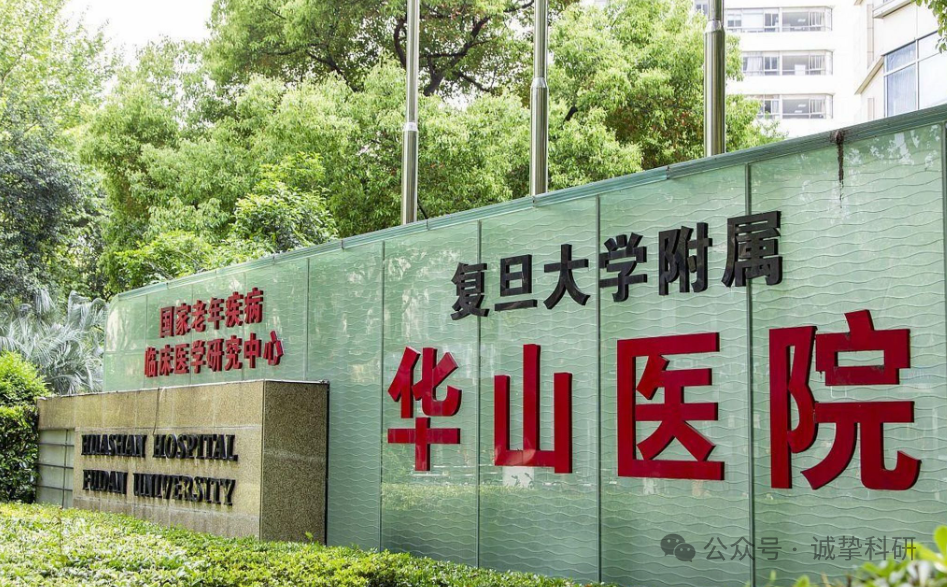 国家老年疾病
临床医学研究中心
HUASHAN HOSPITAL
FUDAN UNIVERSITY
复旦大学附属
华山医院
公众号 · 诚挚科研